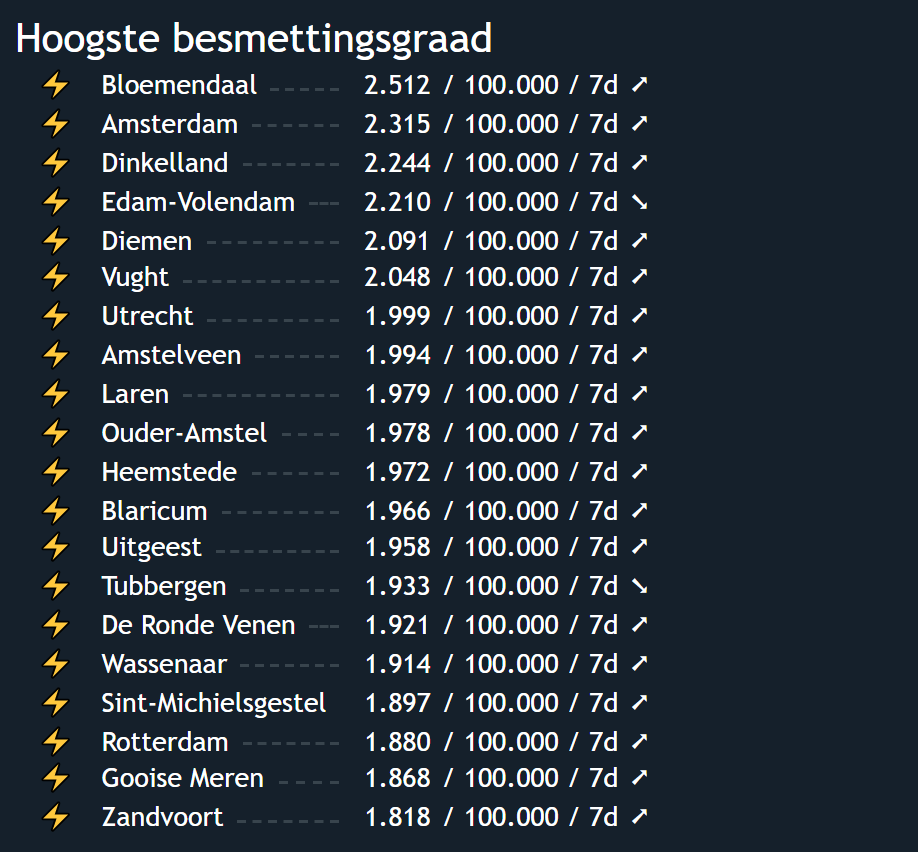 Hoogste besmettingsgraad
⚡ Bloemendaal ------ 2.512 / 100.000 / 7d ➚
⚡ Amsterdam ------ 2.315 / 100.000 / 7d ➚
⚡ Dinkelland ------- 2.244 / 100.000 / 7d ➚
⚡ Edam-Volendam --- 2.210 / 100.000 / 7d ➘
⚡ Diemen --------- 2.091 / 100.000 / 7d ➚
⚡ Vught ----------- 2.048 / 100.000 / 7d ➚
⚡ Utrecht --------- 1.999 / 100.000 / 7d ➚
⚡ Amstelveen ------ 1.994 / 100.000 / 7d ➚
⚡ Laren ----------- 1.979 / 100.000 / 7d ➚
⚡ Ouder-Amstel ---- 1.978 / 100.000 / 7d ➚
⚡ Heemstede ------ 1.972 / 100.000 / 7d ➚
⚡ Blaricum -------- 1.966 / 100.000 / 7d ➚
⚡ Uitgeest --------- 1.958 / 100.000 / 7d ➚
⚡ Tubbergen ------- 1.933 / 100.000 / 7d ➘
⚡ De Ronde Venen --- 1.921 / 100.000 / 7d ➚
⚡ Wassenaar ------- 1.914 / 100.000 / 7d ➚
⚡ Sint-Michielsgestel 1.897 / 100.000 / 7d ➚
⚡ Rotterdam ------- 1.880 / 100.000 / 7d ➚
⚡ Gooise Meren ---- 1.868 / 100.000 / 7d ➚
⚡ Zandvoort ------- 1.818 / 100.000 / 7d ➚